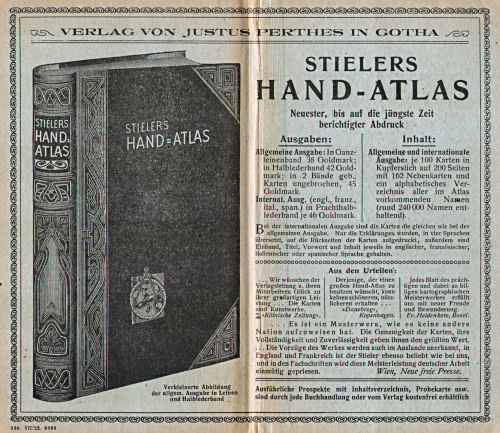 VERLAG VON JUSTUS PERTHES IN GOTHA
STIELERS
HAND-
ATLAS
STIELERS
HAND=ATLAS
Verkleinerte Abbildung
der allgem. Ausgabe in Leinen
und Halblederband
STIELERS
HAND-ATLAS
Neuester, bis auf die jüngste Zeit
berichtigter Abdruck
Ausgaben:
Allgemeine Ausgabe: In Ganz-
leinenband 38 Goldmark;
in Halblederband 42 Gold-
mark; in 2 Bände geb.,
Karten ungebrochen, 45
Goldmark.
Internat. Ausg. (engl., franz.,
ital., span.) in Prachthalb-
lederband je 46 Goldmark.
Inhalt:
Allgemeine und internationale
Ausgabe: je 100 Karten in
Kupferstich auf 200 Seiten
mit 162 Nebenkarten und
ein alphabetisches Ver-
zeichnis aller im Atlas
vorkommenden Namen
(rund 240 000 Namen ent-
haltend).
Bei der internationalen Ausgabe sind die Karten die gleichen wie bei der
allgemeinen Ausgabe. Nur die Erklärungen wurden, in vier Sprachen
übersetzt, auf die Rückseiten der Karten aufgedruckt, außerdem sind
Einband, Titel, Vorwort und Inhalt jeweils in englischer, französischer,
italienischer oder spanischer Sprache gehalten.
Aus den Urteilen:
. . Wir wünschen der
Verlagsleitung u. ihren
Mitarbeitern Glück zu
ihrer großartigen Lei-
stung . . . Die Karten
sind Kunstwerke.
»Kölnische Zeitung«.
Derjenige, der einen
großen Hand-Atlas zu
besitzen wünscht, kann
keinen schöneren, nütz-
licheren erhalten . . .
»Danebrog«,
Kopenhagen.
Jedes Blatt des präch-
tigen und dabei so bil-
ligen kartographischen
Meisterwerkes erfüllt
uns mit neuer Freude
und Bewunderung.
Ev. Heidenbote, Basel.
. . . Es ist ein Musterwerk, wie es keine andere
Nation aufzuweisen hat. Die Genauigkeit der Karten, ihre
Vollständigkeit und Zuverlässigkeit geben ihnen den größten Wert.
. . . Die Vorzüge des Werkes werden auch im Auslande anerkannt, in
England und Frankreich ist der Stieler ebenso beliebt wie bei uns,
und in den Fachschriften wird diese Meisterleistung deutscher Arbeit
einmütig gepriesen. Wien, Neue freie Presse.
Ausführliche Prospekte mit Inhaltsverzeichnis, Probekarte usw.
sind durch jede Buchhandlung oder vom Verlag kostenfrei erhältlich